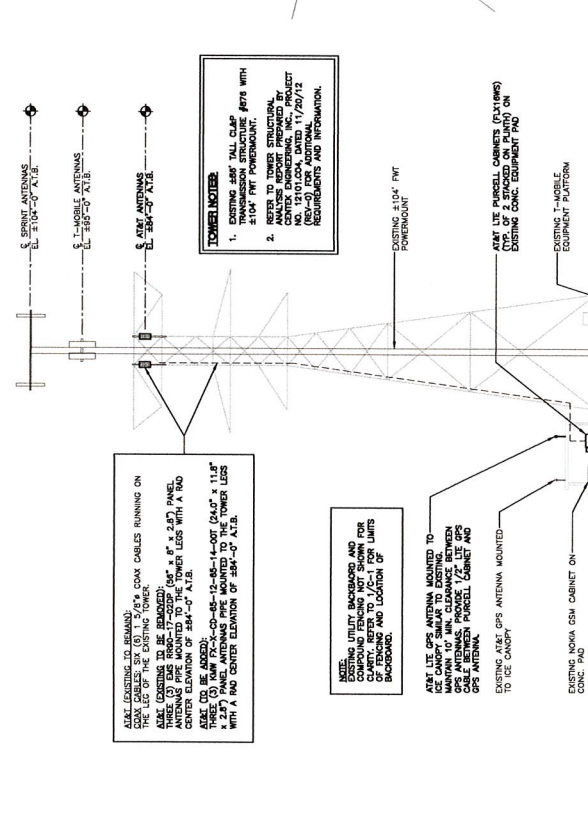 ℄ SPRINT ANTENNAS
EL. ±104'-0" A.T.B.
℄ T-MOBILE ANTENNAS
EL. ±95'-0" A.T.B.
℄ AT&T ANTENNAS
EL. ±84'-0" A.T.B.
TOWER NOTES:
1. EXISTING ±86' TALL CL&P
TRANSMISSION STRUCTURE #876 WITH
±104' FWT POWERMOUNT.
2. REFER TO TOWER STRUCTURAL
ANALYSIS REPORT PREPARED BY
CENTEK ENGINEERING, INC., PROJECT
NO. 12101.CO4, DATED 11/20/12
(REV-0) FOR ADDITIONAL
REQUIREMENTS AND INFORMATION.
EXISTING ±104' FWT
POWERMOUNT
AT&T LTE PURCELL CABINETS (FLX16WS)
(TYP. OF 2 STACKED ON PLINTH) ON
EXISTING CONC. EQUIPMENT PAD
EXISTING T-MOBILE
EQUIPMENT PLATFORM
AT&T (EXISTING TO REMAIN):
COAX CABLES: SIX (6) 1 5/8"ø COAX CABLES RUNNING ON
THE LEG OF THE EXISTING TOWER.
AT&T (EXISTING TO BE REMOVED):
THREE (3) EMS RR90-17-02DP (56" x 8" x 2.8") PANEL
ANTENNAS PIPE MOUNTED TO THE TOWER LEGS WITH A RAD
CENTER ELEVATION OF ±84'-0" A.T.B.
AT&T (TO BE ADDED):
THREE (3) KMW FX-X-CD-65-12-65-14-00T (24.0" x 11.8"
x 2.8") PANEL ANTENNAS PIPE MOUNTED TO THE TOWER LEGS
WITH A RAD CENTER ELEVATION OF ±84'-0" A.T.B.
NOTE:
EXISTING UTILITY BACKBAORD AND
COMPOUND FENCING NOT SHOWN FOR
CLARITY. REFER TO 1/C-1 FOR LIMITS
OF FENCING AND LOCATION OF
BACKBOARD.
AT&T LTE GPS ANTENNA MOUNTED TO
ICE CANOPY SIMILAR TO EXISTING.
MAINTAIN 10' MIN. CLEARANCE BETWEEN
GPS ANTENNAS. PROVIDE 1/2" LTE GPS
CABLE BETWEEN PURCELL CABINET AND
GPS ANTENNA.
EXISTING AT&T GPS ANTENNA MOUNTED
TO ICE CANOPY
EXISTING NOKIA GSM CABINET ON
CONC. PAD